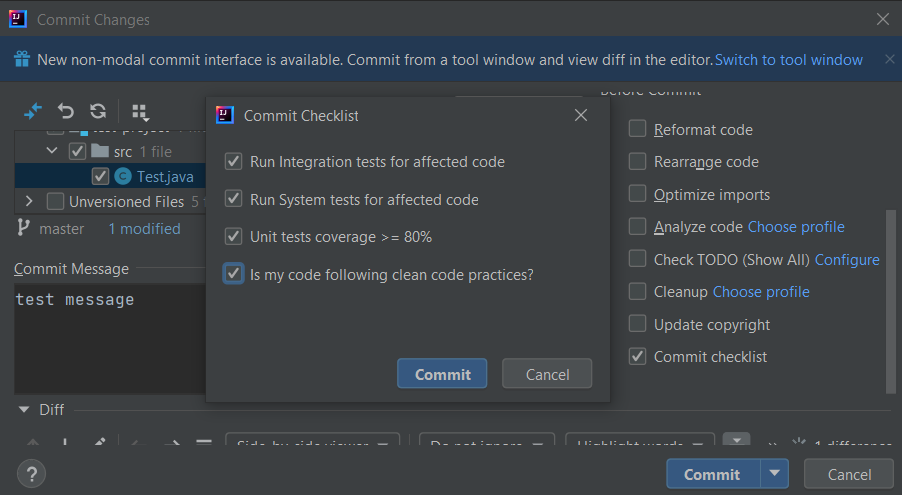 Commit Changes
New non-modal commit interface is available. Commit from a tool window and view diff in the editor. Switch to tool window
Before Commit
Commit Checklist
Run Integration tests for affected code
Run System tests for affected code
Unit tests coverage >= 80%
Is my code following clean code practices?
Commit
Cancel
test-project
src 1 file
Test.java
Unversioned Files 5
master 1 modified
Commit Message
test message
Reformat code
Rearrange code
Optimize imports
Analyze code Choose profile
Check TODO (Show All) Configure
Cleanup Choose profile
Update copyright
Commit checklist
Diff
Side-by-side viewer
Do not ignore
Highlight words
1 difference
?
Commit
Cancel